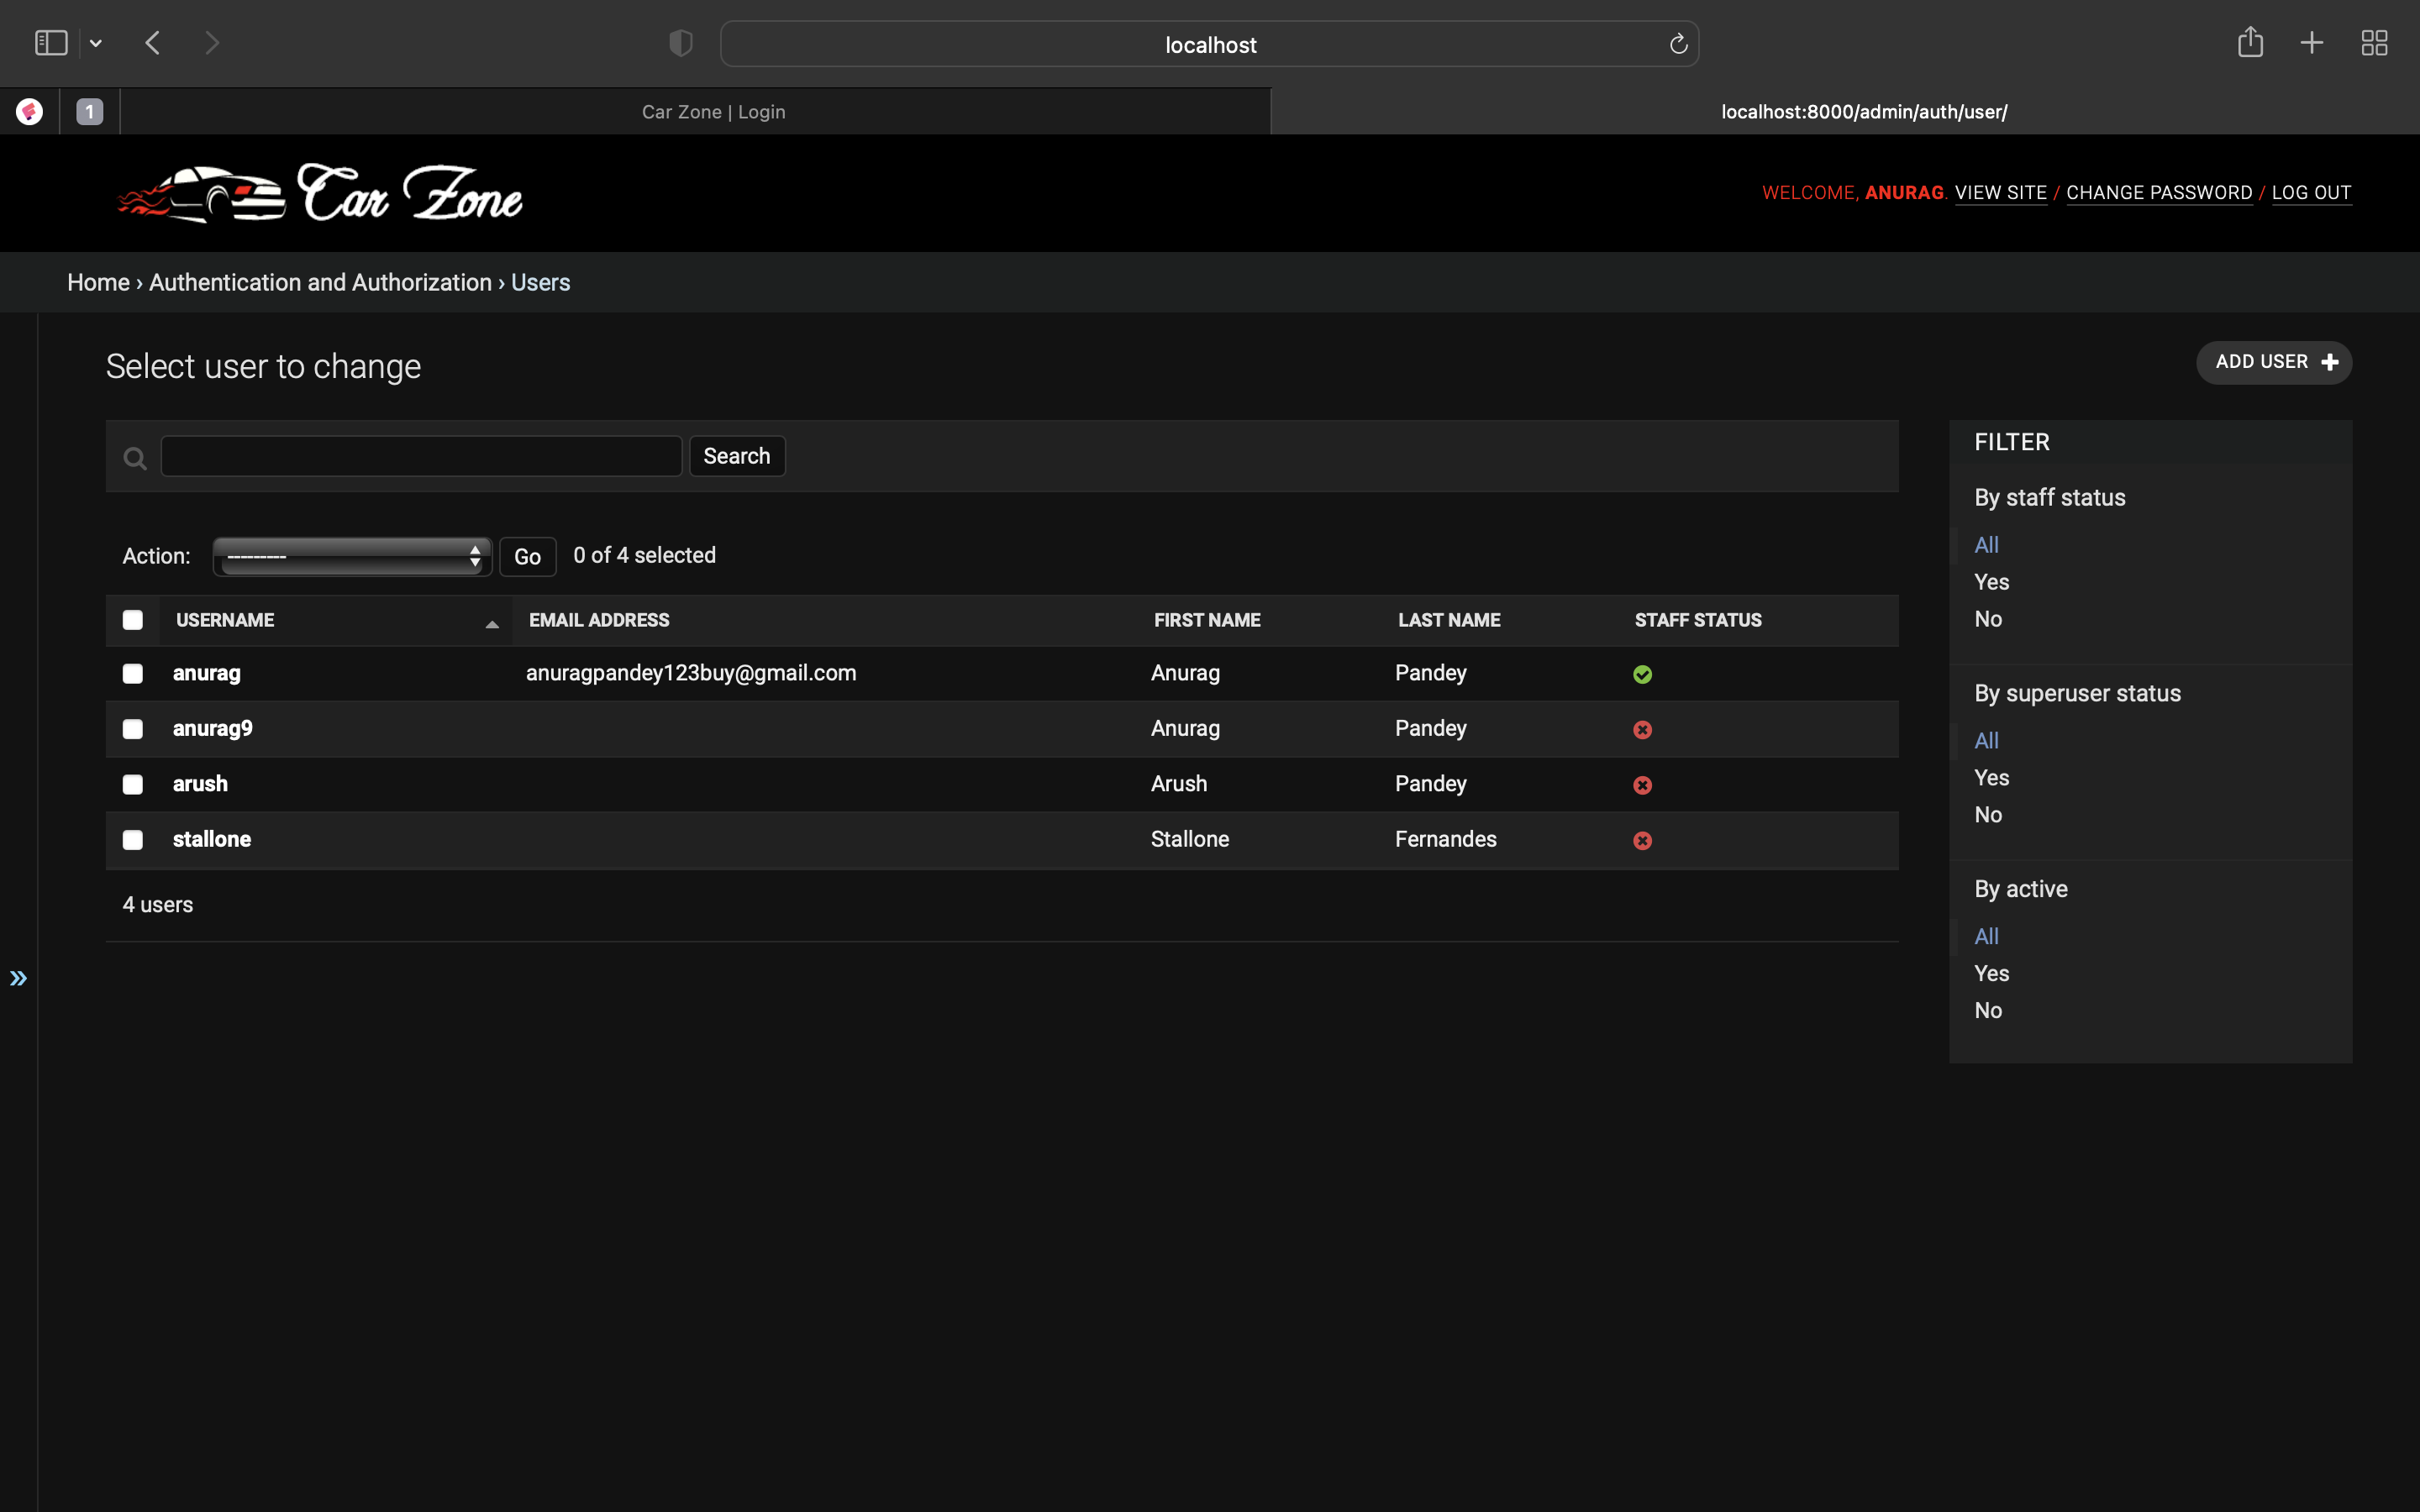 localhost
1
Car Zone | Login
localhost:8000/admin/auth/user/
Car Zone
WELCOME, ANURAG. VIEW SITE / CHANGE PASSWORD / LOG OUT
Home › Authentication and Authorization › Users
Select user to change
ADD USER
Search
Action: --------- Go 0 of 4 selected
USERNAME EMAIL ADDRESS FIRST NAME LAST NAME STAFF STATUS
anurag anuragpandey123buy@gmail.com Anurag Pandey
anurag9 Anurag Pandey
arush Arush Pandey
stallone Stallone Fernandes
4 users
FILTER
By staff status
All
Yes
No
By superuser status
All
Yes
No
By active
All
Yes
No